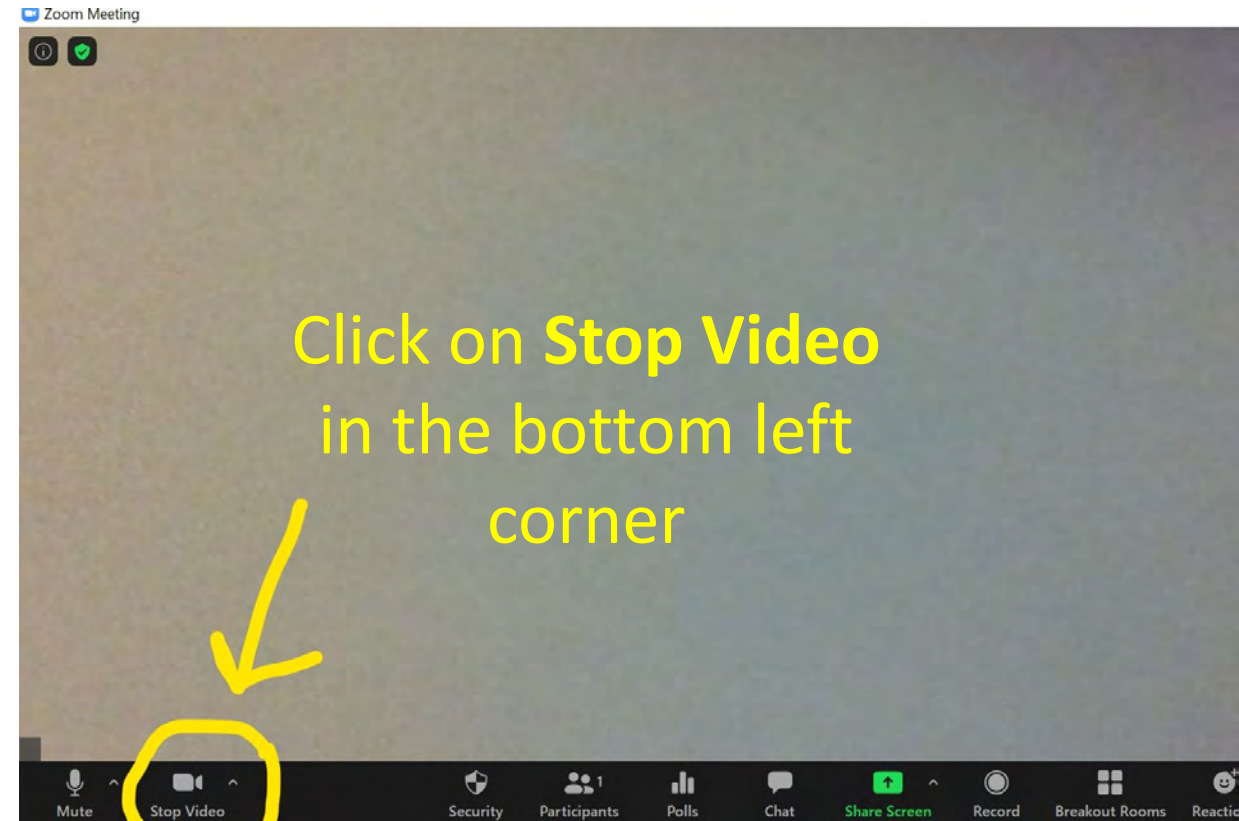 Zoom Meeting
Click on Stop Video
in the bottom left
corner
1
Mute Stop Video Security Participants Polls Chat Share Screen Record Breakout Rooms Reactio